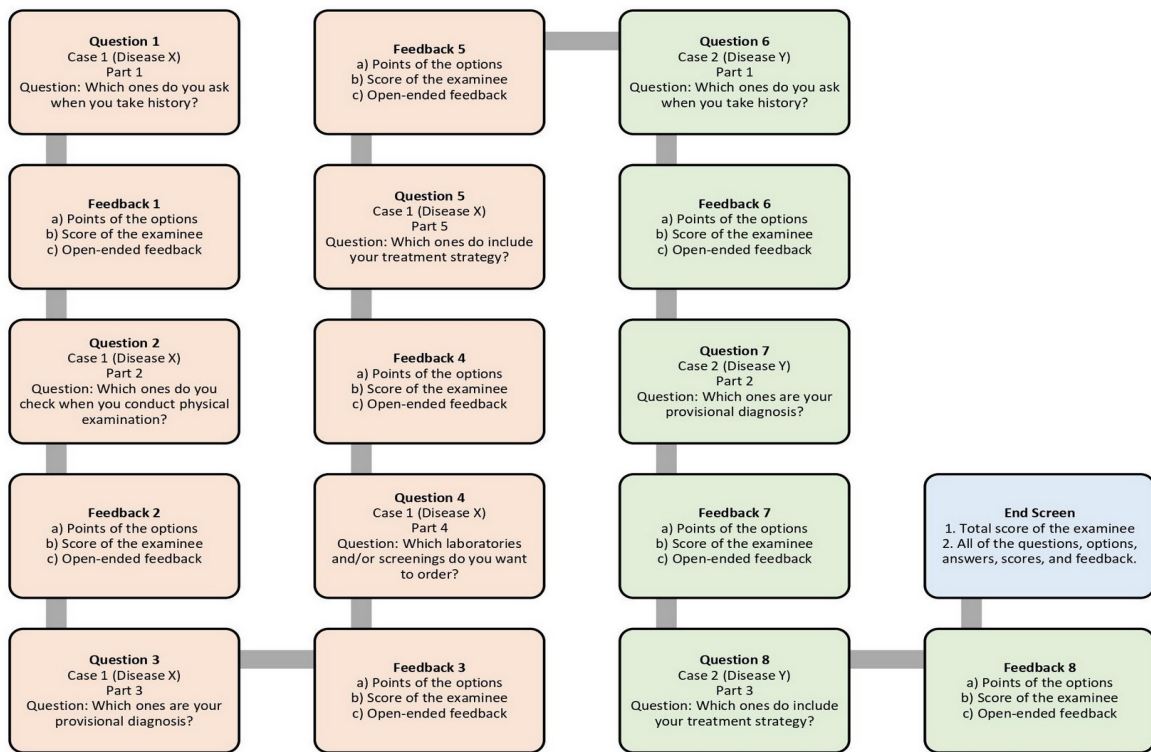 Question 1
Case 1 (Disease X)
Part 1
Question: Which ones do you ask
when you take history?
Feedback 1
a) Points of the options
b) Score of the examinee
c) Open-ended feedback
Question 2
Case 1 (Disease X)
Part 2
Question: Which ones do you
check when you conduct physical
examination?
Feedback 2
a) Points of the options
b) Score of the examinee
c) Open-ended feedback
Question 3
Case 1 (Disease X)
Part 3
Question: Which ones are your
provisional diagnosis?
Feedback 3
a) Points of the options
b) Score of the examinee
c) Open-ended feedback
Question 4
Case 1 (Disease X)
Part 4
Question: Which laboratories
and/or screenings do you want
to order?
Feedback 4
a) Points of the options
b) Score of the examinee
c) Open-ended feedback
Question 5
Case 1 (Disease X)
Part 5
Question: Which ones do include
your treatment strategy?
Feedback 5
a) Points of the options
b) Score of the examinee
c) Open-ended feedback
Question 6
Case 2 (Disease Y)
Part 1
Question: Which ones do you ask
when you take history?
Feedback 6
a) Points of the options
b) Score of the examinee
c) Open-ended feedback
Question 7
Case 2 (Disease Y)
Part 2
Question: Which ones are your
provisional diagnosis?
Feedback 7
a) Points of the options
b) Score of the examinee
c) Open-ended feedback
Question 8
Case 2 (Disease Y)
Part 3
Question: Which ones do include
your treatment strategy?
Feedback 8
a) Points of the options
b) Score of the examinee
c) Open-ended feedback
End Screen
1. Total score of the examinee
2. All of the questions, options,
answers, scores, and feedback.